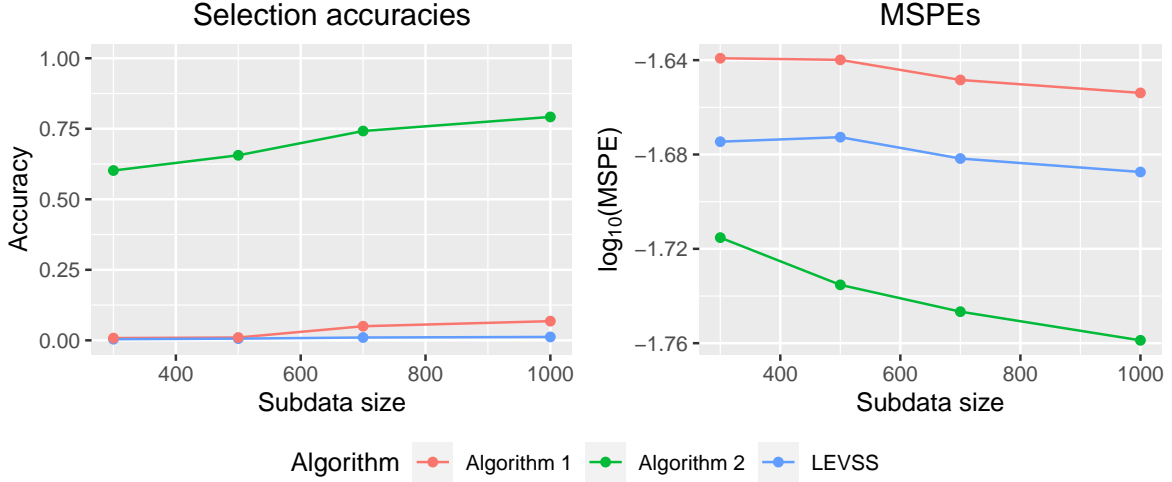 Selection accuracies
MSPEs
1.00
0.75
0.50
0.25
0.00
Accuracy
400 600 800 1000
Subdata size
−1.64
−1.68
−1.72
−1.76
log10(MSPE)
400 600 800 1000
Subdata size
Algorithm Algorithm 1 Algorithm 2 LEVSS